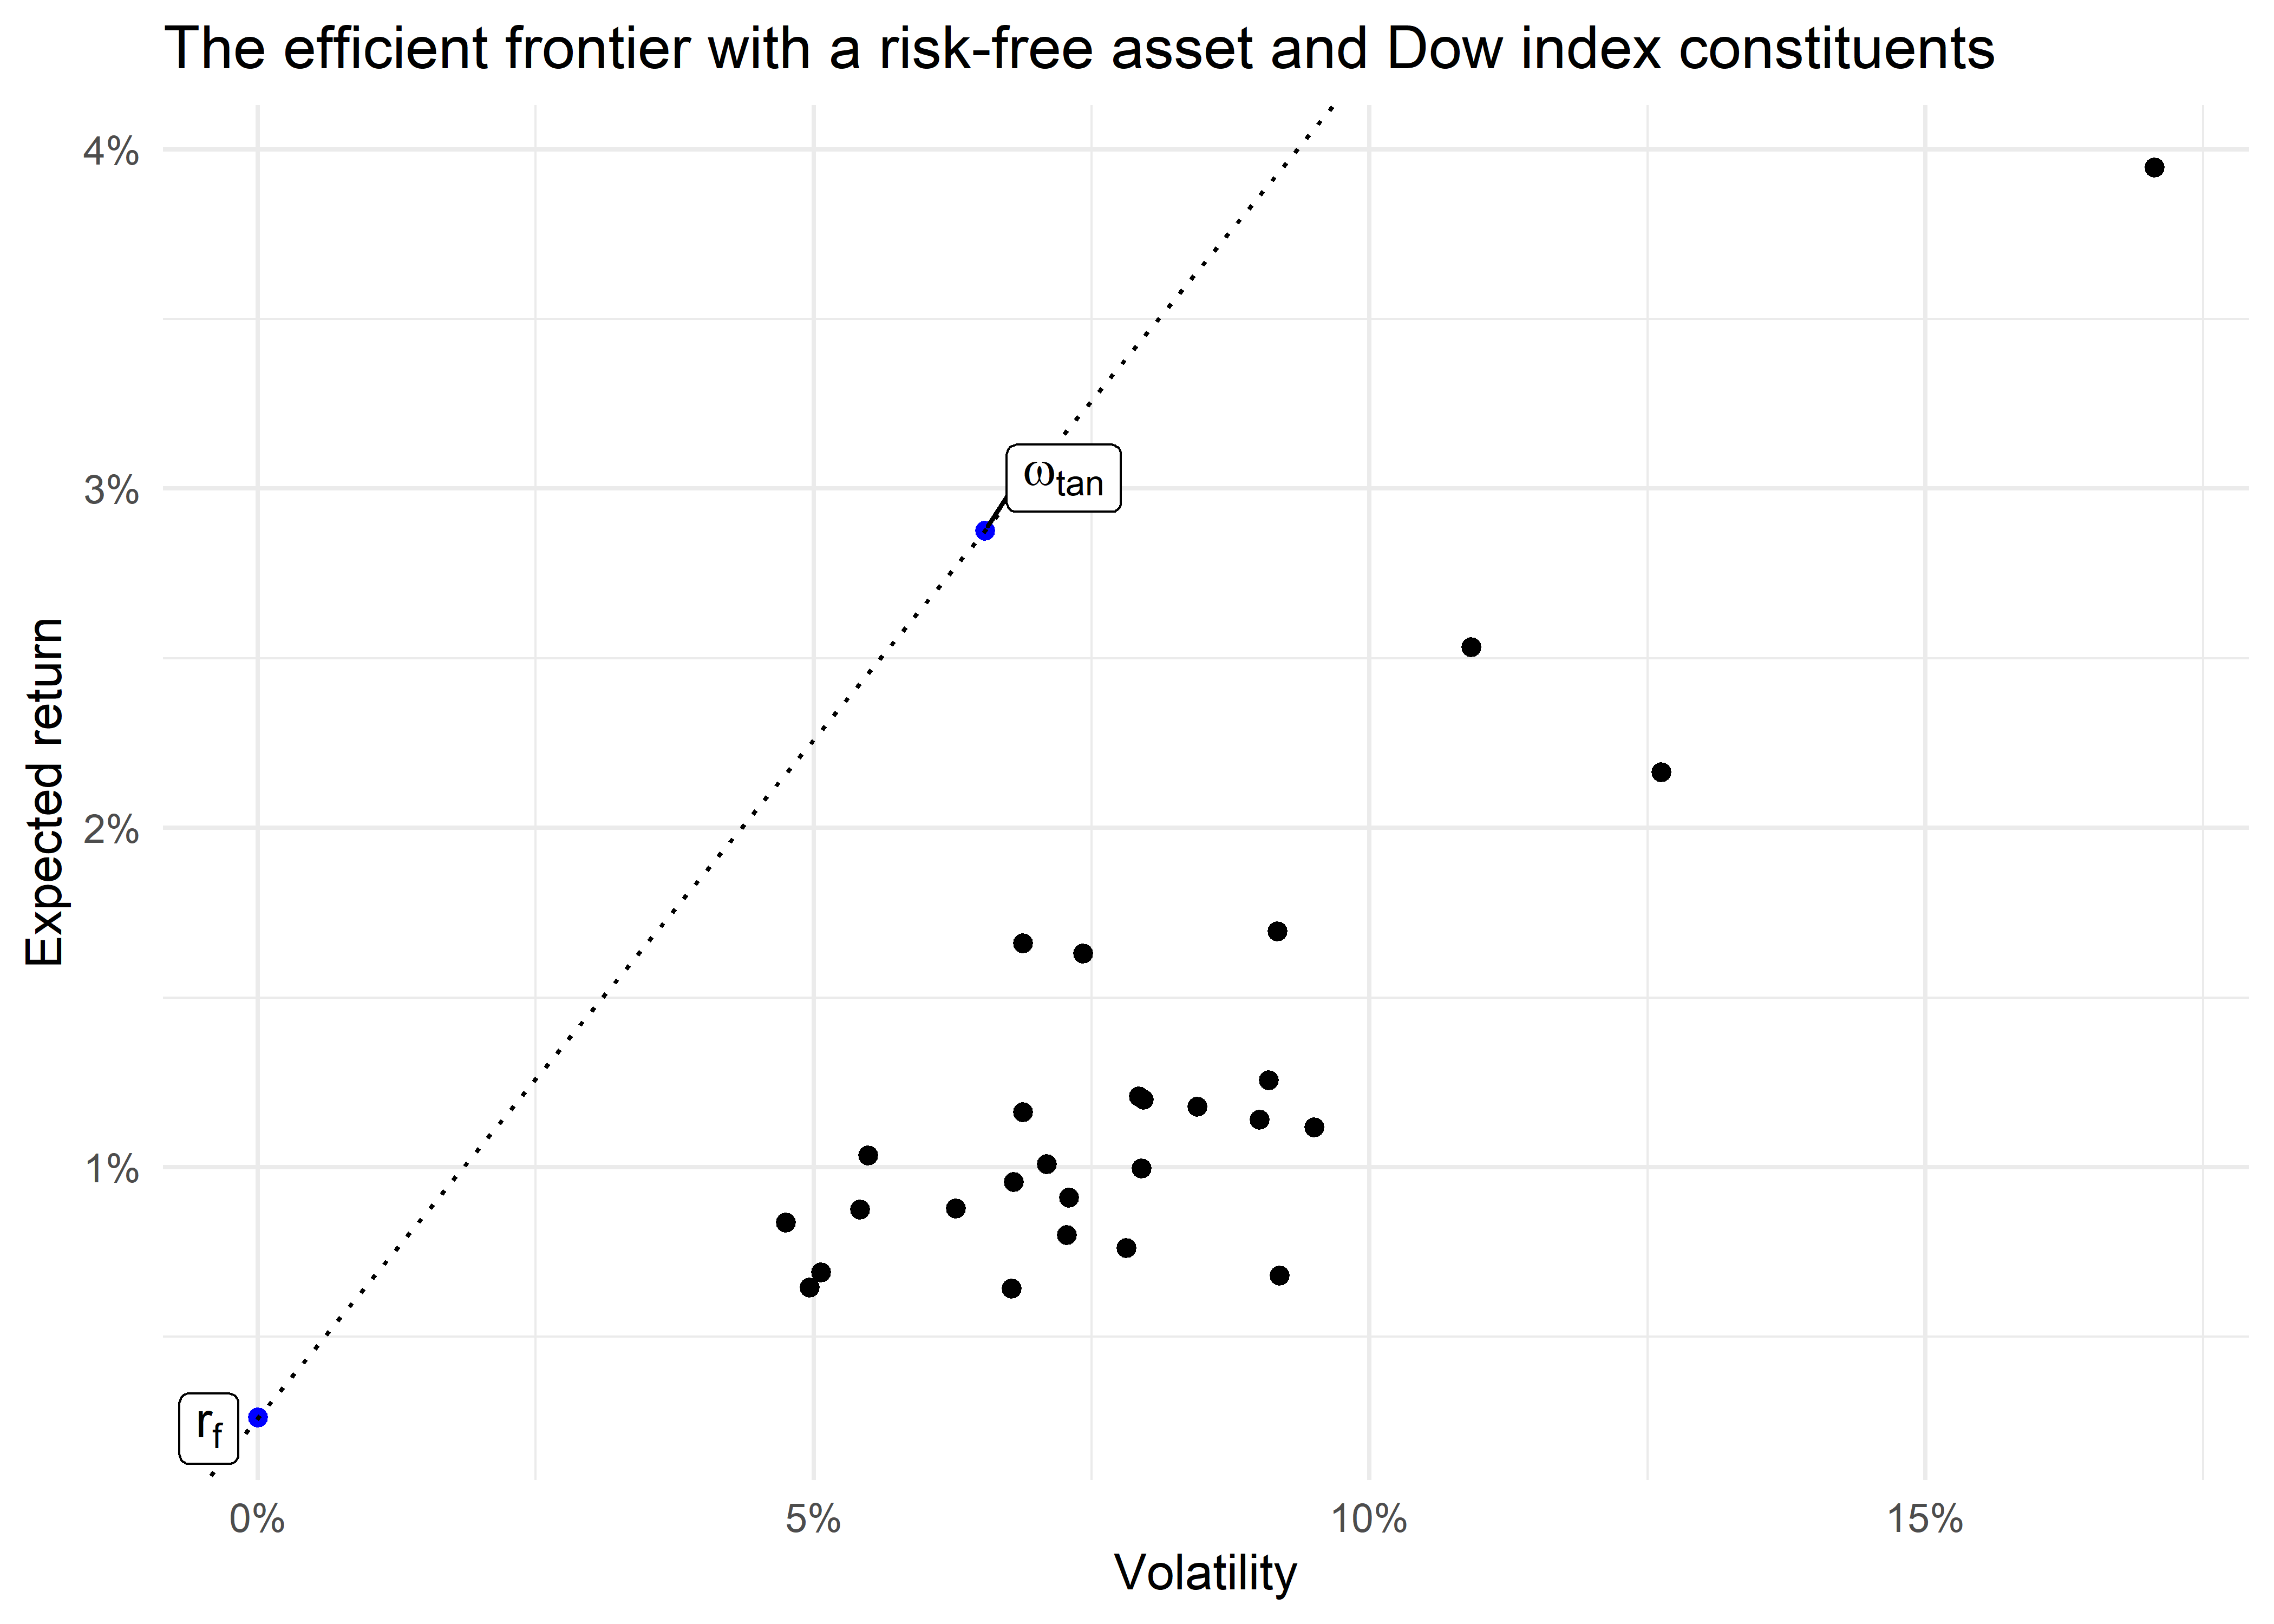 The efficient frontier with a risk-free asset and Dow index constituents
4%
3%
2%
1%
Expected return
ωtan
rf
0% 5% 10% 15%
Volatility